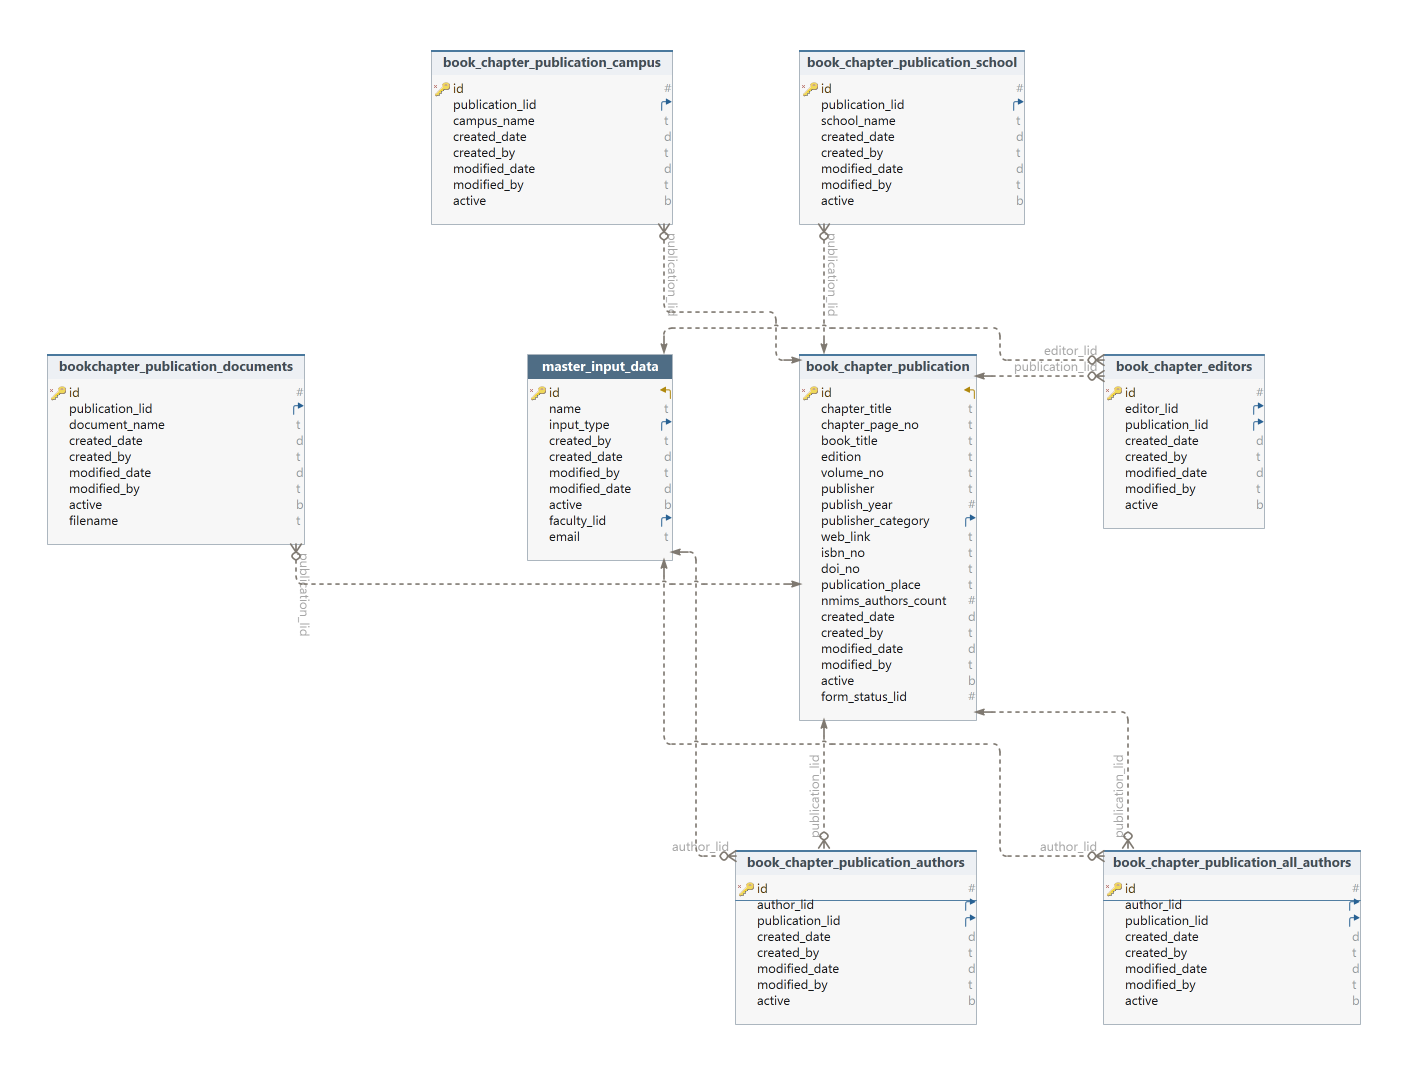 book_chapter_publication_campus
id #
publication_lid
campus_name t
created_date d
created_by t
modified_date d
modified_by t
active b
publication_lid
book_chapter_publication_school
id #
publication_lid
school_name t
created_date d
created_by t
modified_date d
modified_by t
active b
publication_lid
bookchapter_publication_documents
id #
publication_lid
document_name t
created_date d
created_by t
modified_date d
modified_by t
active b
filename t
publication_lid
master_input_data
id
name t
input_type
created_by t
created_date d
modified_by t
modified_date d
active b
faculty_lid
email t
book_chapter_publication
id
chapter_title t
chapter_page_no t
book_title t
edition t
volume_no t
publisher t
publish_year #
publisher_category
web_link t
isbn_no t
doi_no t
publication_place t
nmims_authors_count #
created_date d
created_by t
modified_date d
modified_by t
active b
form_status_lid #
editor_lid
publication_lid
book_chapter_editors
id #
editor_lid
publication_lid
created_date d
created_by t
modified_date d
modified_by t
active b
publication_lid
author_lid
book_chapter_publication_authors
id #
author_lid
publication_lid
created_date d
created_by t
modified_date d
modified_by t
active b
publication_lid
author_lid
book_chapter_publication_all_authors
id #
author_lid
publication_lid
created_date d
created_by t
modified_date d
modified_by t
active b